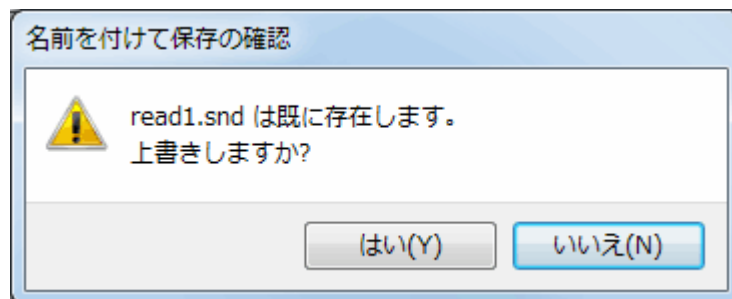 名前を付けて保存の確認
read1.snd は既に存在します。
上書きしますか?
はい(Y) いいえ(N)